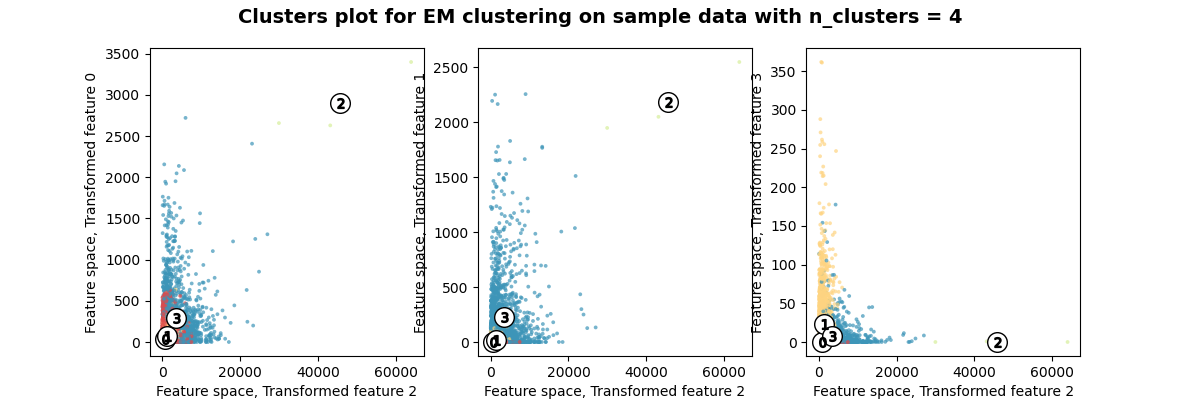 Clusters plot for EM clustering on sample data with n_clusters = 4
Feature space, Transformed feature 0
3500
3000
2500
2000
1500
1000
500
0
0 20000 40000 60000
Feature space, Transformed feature 2
0 1 2 3
Feature space, Transformed feature 1
2500
2000
1500
1000
500
0
0 20000 40000 60000
Feature space, Transformed feature 2
0 1 2 3
Feature space, Transformed feature 3
350
300
250
200
150
100
50
0
0 20000 40000 60000
Feature space, Transformed feature 2
0 1 2 3